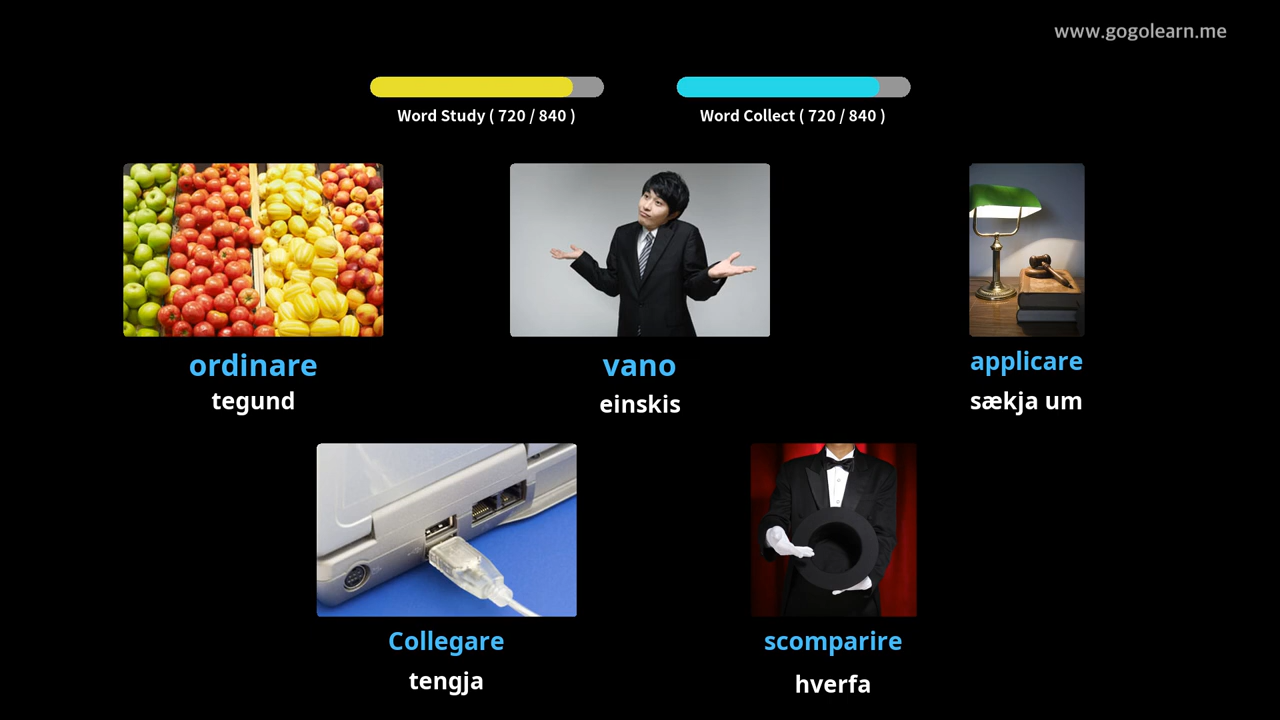 www.gogolearn.me
Word Study ( 720 / 840 )
Word Collect ( 720 / 840 )
ordinare
tegund
vano
einskis
applicare
sækja um
Collegare
tengja
scomparire
hverfa